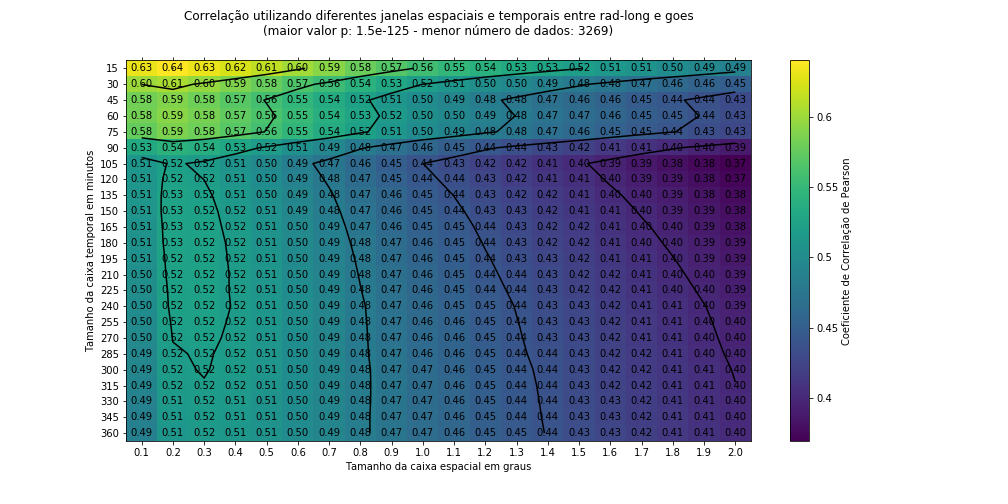 Correlação utilizando diferentes janelas espaciais e temporais entre rad-long e goes
(maior valor p: 1.5e-125 - menor número de dados: 3269)
Tamanho da caixa temporal em minutos
15 0.63 0.64 0.63 0.62 0.61 0.60 0.59 0.58 0.57 0.56 0.55 0.54 0.53 0.53 0.52 0.51 0.51 0.50 0.49 0.49
30 0.60 0.61 0.60 0.59 0.58 0.57 0.56 0.54 0.53 0.52 0.51 0.50 0.50 0.49 0.48 0.48 0.47 0.46 0.46 0.45
45 0.58 0.59 0.58 0.57 0.56 0.55 0.54 0.52 0.51 0.50 0.49 0.48 0.48 0.47 0.46 0.46 0.45 0.44 0.44 0.43
60 0.58 0.59 0.58 0.57 0.56 0.55 0.54 0.53 0.52 0.50 0.50 0.49 0.48 0.47 0.47 0.46 0.45 0.45 0.44 0.43
75 0.58 0.59 0.58 0.57 0.56 0.55 0.54 0.52 0.51 0.50 0.49 0.48 0.48 0.47 0.46 0.45 0.45 0.44 0.43 0.43
90 0.53 0.54 0.54 0.53 0.52 0.51 0.49 0.48 0.47 0.46 0.45 0.44 0.44 0.43 0.42 0.41 0.41 0.40 0.40 0.39
105 0.51 0.52 0.52 0.51 0.50 0.49 0.47 0.46 0.45 0.44 0.43 0.42 0.42 0.41 0.40 0.39 0.39 0.38 0.38 0.37
120 0.51 0.52 0.52 0.51 0.50 0.49 0.48 0.47 0.45 0.44 0.44 0.43 0.42 0.41 0.41 0.40 0.39 0.39 0.38 0.37
135 0.51 0.53 0.52 0.52 0.51 0.49 0.48 0.47 0.46 0.45 0.44 0.43 0.42 0.42 0.41 0.40 0.40 0.39 0.39 0.38
150 0.51 0.53 0.52 0.52 0.51 0.49 0.48 0.47 0.46 0.45 0.44 0.43 0.43 0.42 0.41 0.41 0.40 0.39 0.39 0.38
165 0.51 0.53 0.52 0.52 0.51 0.50 0.49 0.47 0.46 0.45 0.44 0.44 0.43 0.42 0.42 0.41 0.40 0.40 0.39 0.38
180 0.51 0.53 0.52 0.52 0.51 0.50 0.49 0.48 0.47 0.46 0.45 0.44 0.43 0.42 0.42 0.41 0.40 0.40 0.39 0.39
195 0.51 0.52 0.52 0.52 0.51 0.50 0.49 0.48 0.47 0.46 0.45 0.44 0.43 0.42 0.42 0.41 0.41 0.40 0.39 0.39
210 0.50 0.52 0.52 0.52 0.51 0.50 0.49 0.48 0.47 0.46 0.45 0.44 0.44 0.43 0.42 0.41 0.41 0.40 0.40 0.39
225 0.50 0.52 0.52 0.52 0.51 0.50 0.49 0.48 0.47 0.46 0.45 0.44 0.44 0.43 0.42 0.42 0.41 0.40 0.40 0.39
240 0.50 0.52 0.52 0.52 0.51 0.50 0.49 0.48 0.47 0.46 0.45 0.45 0.44 0.43 0.43 0.42 0.41 0.41 0.40 0.39
255 0.50 0.52 0.52 0.52 0.51 0.50 0.49 0.48 0.47 0.46 0.46 0.45 0.44 0.43 0.43 0.42 0.41 0.41 0.40 0.40
270 0.50 0.52 0.52 0.52 0.51 0.50 0.49 0.48 0.47 0.46 0.46 0.45 0.44 0.43 0.43 0.42 0.41 0.41 0.40 0.40
285 0.49 0.52 0.52 0.52 0.51 0.50 0.49 0.48 0.47 0.46 0.46 0.45 0.44 0.44 0.43 0.42 0.41 0.41 0.40 0.40
300 0.49 0.52 0.52 0.52 0.51 0.50 0.49 0.48 0.47 0.47 0.46 0.45 0.44 0.44 0.43 0.42 0.42 0.41 0.41 0.40
315 0.49 0.52 0.52 0.52 0.51 0.50 0.49 0.48 0.47 0.47 0.46 0.45 0.44 0.44 0.43 0.42 0.42 0.41 0.40 0.40
330 0.49 0.51 0.52 0.51 0.51 0.50 0.49 0.48 0.47 0.47 0.46 0.45 0.44 0.44 0.43 0.42 0.42 0.41 0.41 0.40
345 0.49 0.51 0.52 0.51 0.51 0.50 0.49 0.48 0.47 0.47 0.46 0.45 0.44 0.44 0.43 0.42 0.42 0.41 0.41 0.40
360 0.49 0.51 0.52 0.51 0.51 0.50 0.49 0.48 0.47 0.47 0.46 0.45 0.44 0.44 0.43 0.43 0.42 0.41 0.41 0.40
0.1 0.2 0.3 0.4 0.5 0.6 0.7 0.8 0.9 1.0 1.1 1.2 1.3 1.4 1.5 1.6 1.7 1.8 1.9 2.0
Tamanho da caixa espacial em graus
0.6
0.55
0.5
0.45
0.4
Coeficiente de Correlação de Pearson